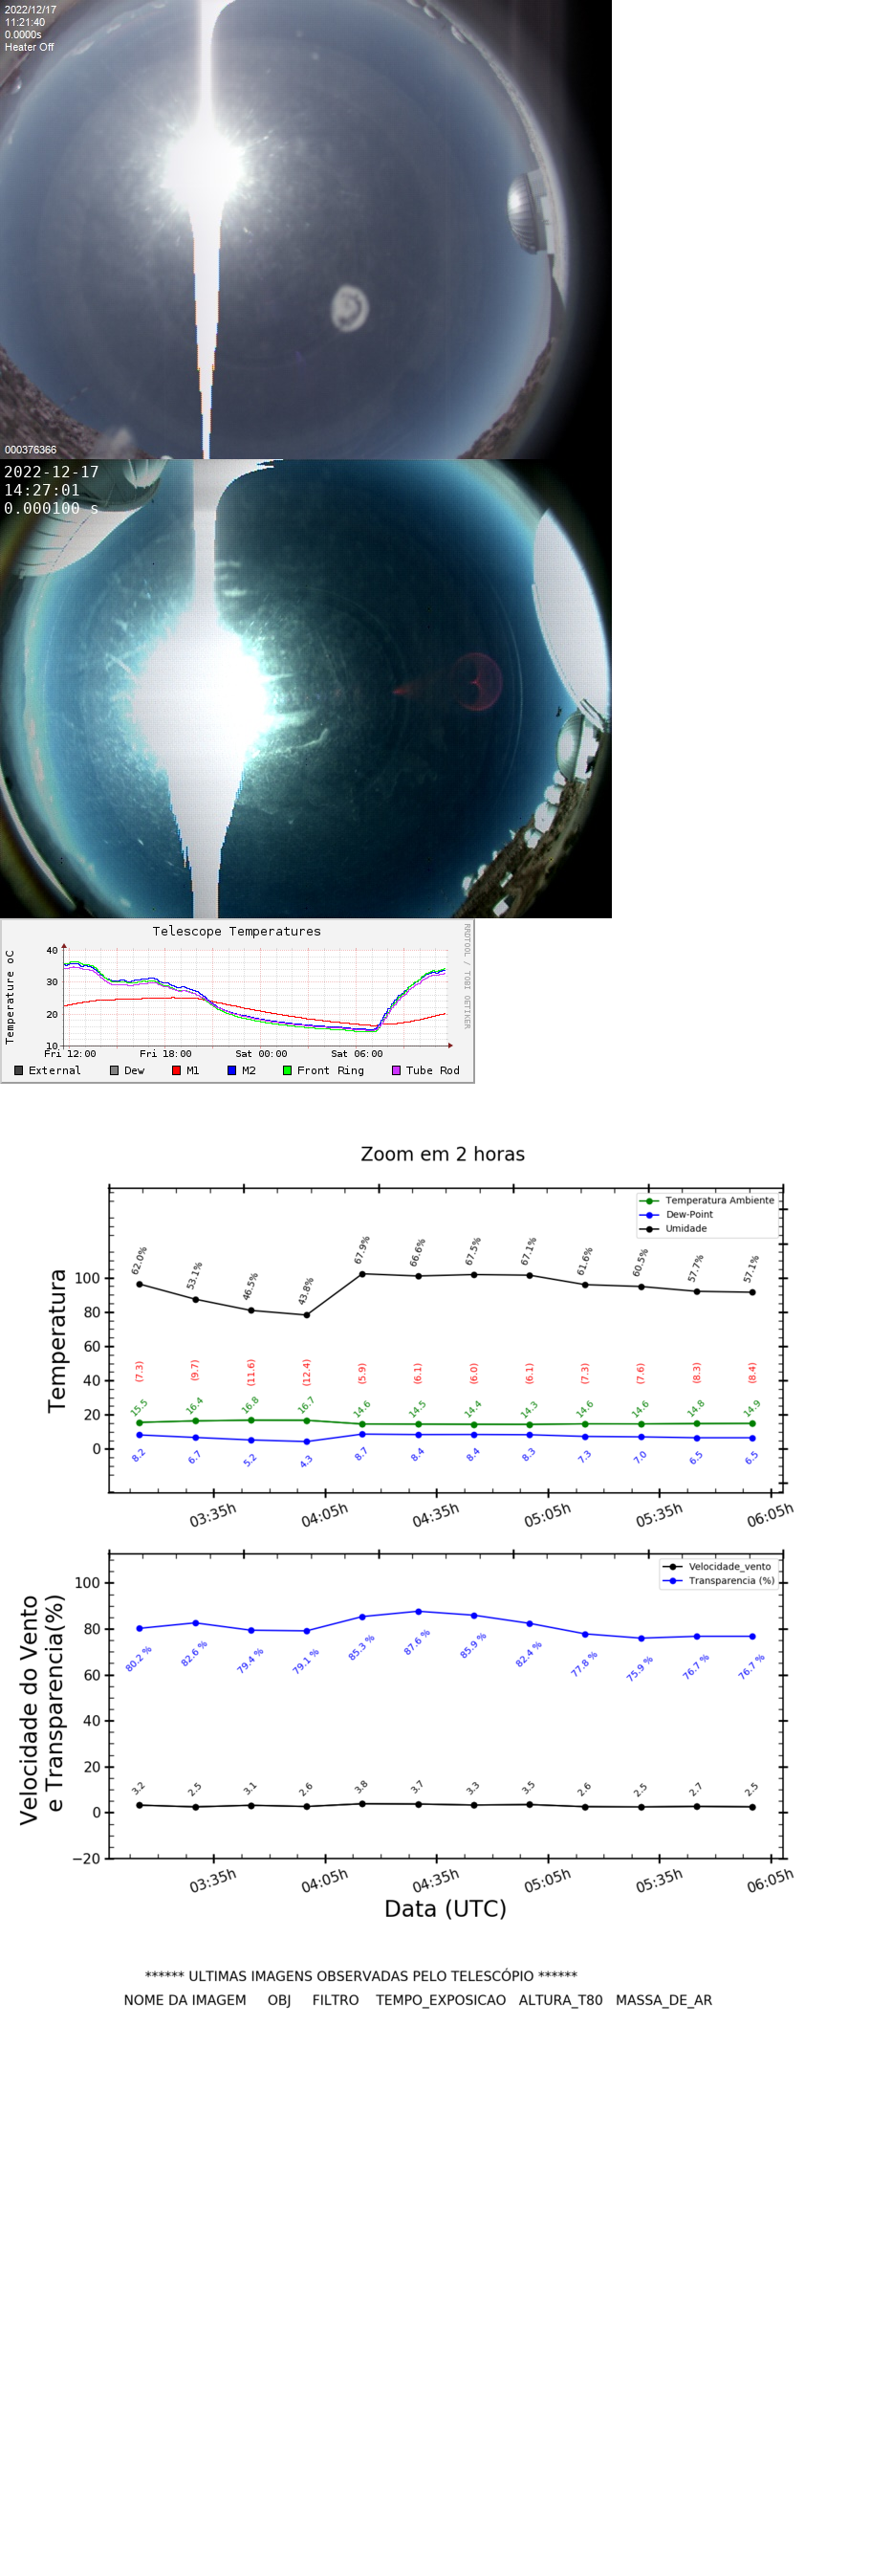 2022/12/17
11:21:40
0.0000s
Heater Off
000376366
2022-12-17
14:27:01
0.000100 s
Telescope Temperatures
RRDTOOL / TOBI OETIKER
Temperature oC
40
30
20
10
Fri 12:00 Fri 18:00 Sat 00:00 Sat 06:00
External Dew M1 M2 Front Ring Tube Rod
Zoom em 2 horas
Temperatura Ambiente
Dew-Point
Umidade
Temperatura
100
80
60
40
20
0
62.0% 53.1% 46.5% 43.8% 67.9% 66.6% 67.5% 67.1% 61.6% 60.5% 57.7% 57.1%
(7.3) (9.7) (11.6) (12.4) (5.9) (6.1) (6.0) (6.1) (7.3) (7.6) (8.3) (8.4)
15.5 16.4 16.8 16.7 14.6 14.5 14.4 14.3 14.6 14.6 14.8 14.9
8.2 6.7 5.2 4.3 8.7 8.4 8.4 8.3 7.3 7.0 6.5 6.5
03:35h 04:05h 04:35h 05:05h 05:35h 06:05h
Velocidade_vento
Transparencia (%)
Velocidade do Vento
e Transparencia(%)
100
80
60
40
20
0
−20
80.2 % 82.6 % 79.4 % 79.1 % 85.3 % 87.6 % 85.9 % 82.4 % 77.8 % 75.9 % 76.7 % 76.7 %
3.2 2.5 3.1 2.6 3.8 3.7 3.3 3.5 2.6 2.5 2.7 2.5
03:35h 04:05h 04:35h 05:05h 05:35h 06:05h
Data (UTC)
****** ULTIMAS IMAGENS OBSERVADAS PELO TELESCÓPIO ******
NOME DA IMAGEM OBJ FILTRO TEMPO_EXPOSICAO ALTURA_T80 MASSA_DE_AR